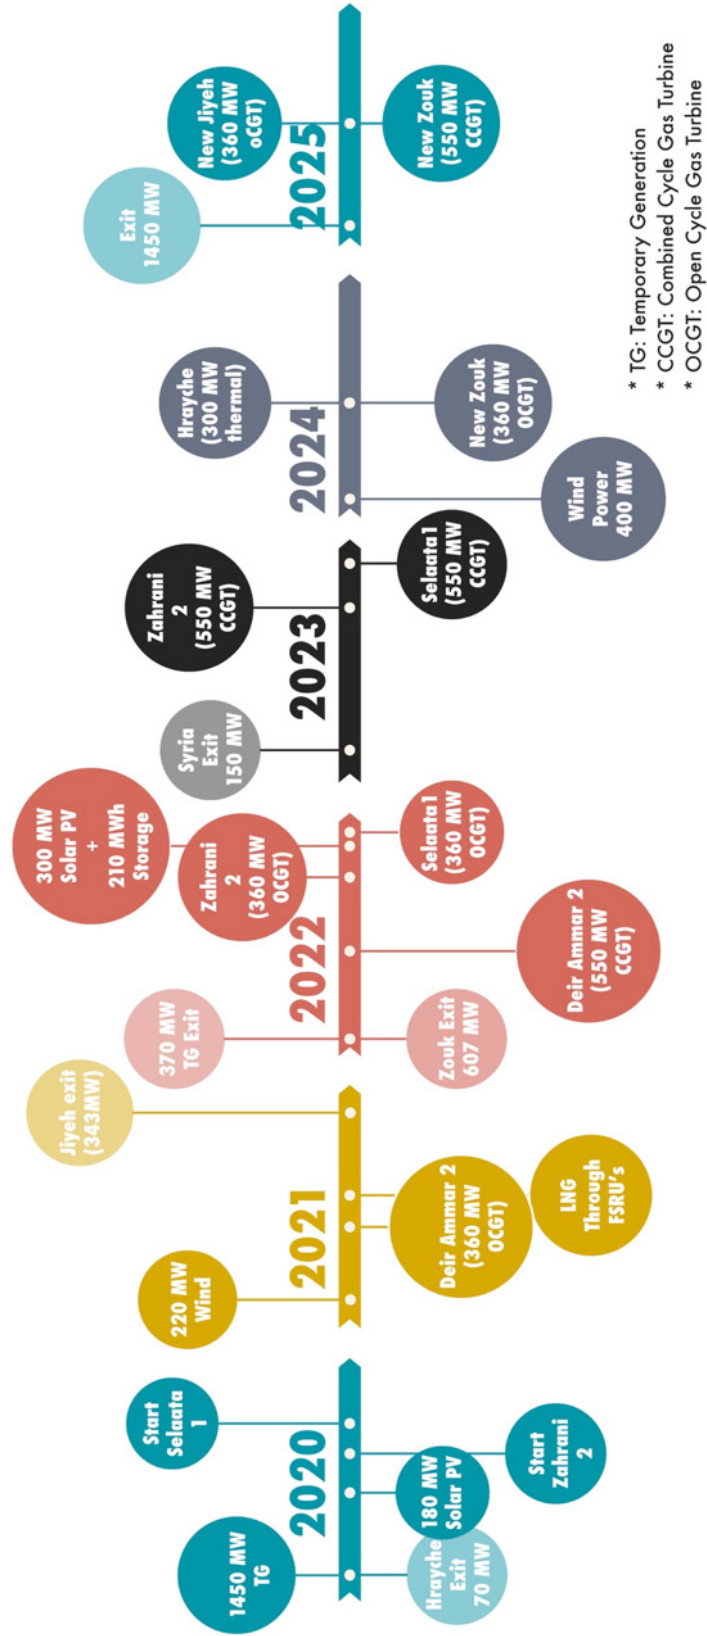 1450 MW
TG
Start
Selaata
1
2020
Hrayche
Exit
70 MW
180 MW
Solar PV
Start
Zahrani
2
220 MW
Wind
Jiyeh exit
(343MW)
2021
Deir Ammar 2
(360 MW
OCGT)
LNG
Through
FSRU's
370 MW
TG Exit
300 MW
Solar PV
+
210 MWh
Storage
Zahrani
2
(360 MW
OCGT)
2022
Zouk Exit
607 MW
Deir Ammar 2
(550 MW
CCGT)
Selaata1
(360 MW
OCGT)
Syria
Exit
150 MW
Zahrani
2
(550 MW
CCGT)
2023
Selaata1
(550 MW
CCGT)
Hrayche
(300 MW
thermal)
2024
Wind
Power
400 MW
New Zouk
(360 MW
OCGT)
Exit
1450 MW
New Jiyeh
(360 MW
oCGT)
2025
New Zouk
(550 MW
CCGT)
* TG: Temporary Generation
* CCGT: Combined Cycle Gas Turbine
* OCGT: Open Cycle Gas Turbine